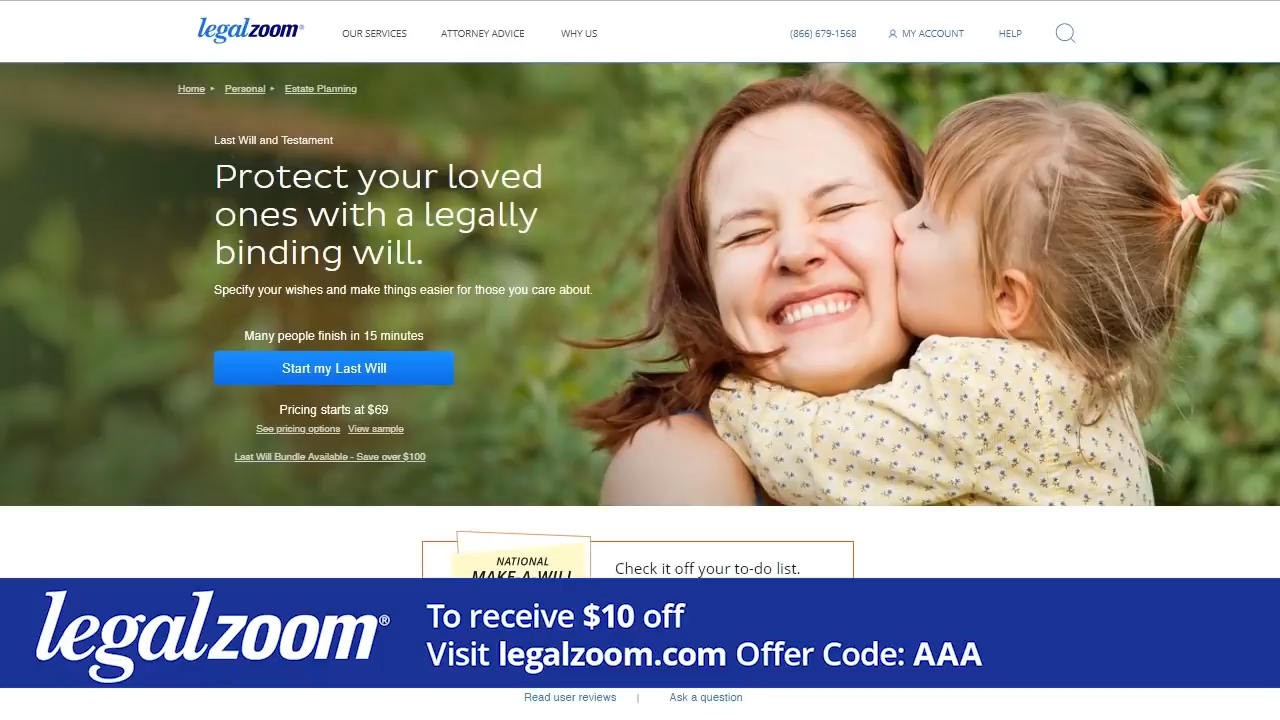 legalzoom®
OUR SERVICES
ATTORNEY ADVICE
WHY US
(866) 679-1568
MY ACCOUNT
HELP
Home ▸ Personal ▸ Estate Planning
Last Will and Testament
Protect your loved
ones with a legally
binding will.
Specify your wishes and make things easier for those you care about.
Many people finish in 15 minutes
Start my Last Will
Pricing starts at $69
See pricing options View sample
Last Will Bundle Available - Save over $100
NATIONAL
MAKE-A-WILL
Check it off your to-do list.
legalzoom®
To receive $10 off
Visit legalzoom.com Offer Code: AAA
Read user reviews | Ask a question